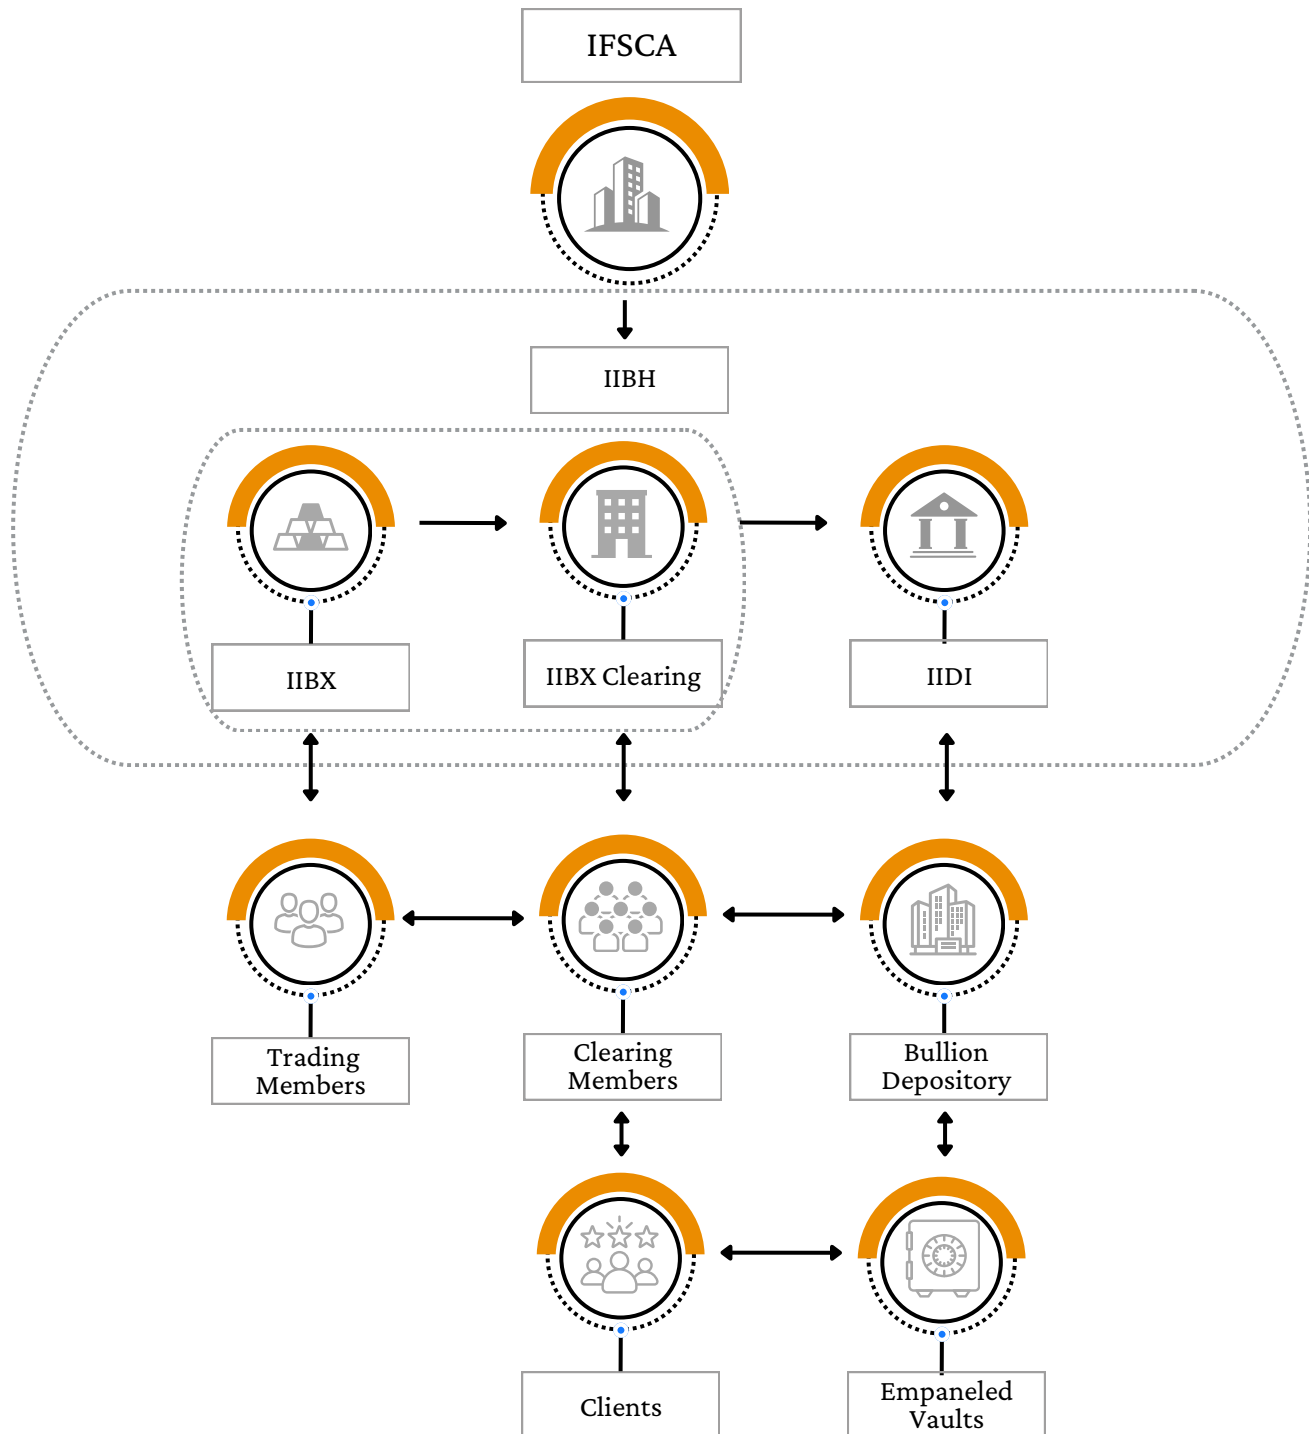 IFSCA
IIBH
IIBX
IIBX Clearing
IIDI
Trading
Members
Clearing
Members
Bullion
Depository
Clients
Empaneled
Vaults